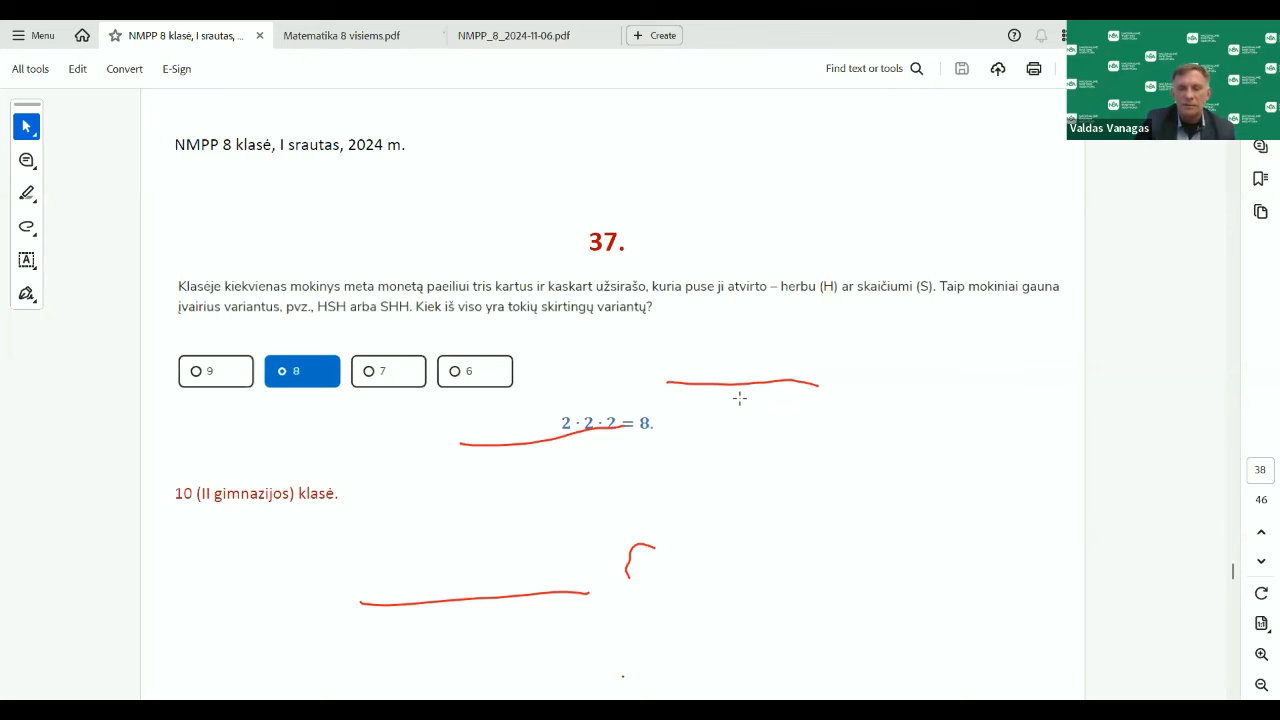 Menu
NMPP 8 klasė, I srautas, ...
Matematika 8 visiems.pdf
NMPP_8_2024-11-06.pdf
Create
All tools
Edit
Convert
E-Sign
Find text or tools
Valdas Vanagas
NMPP 8 klasė, I srautas, 2024 m.
37.
Klasėje kiekvienas mokinys meta monetą paeiliui tris kartus ir kaskart užsirašo, kuria puse ji atvirto – herbu (H) ar skaičiumi (S). Taip mokiniai gauna
įvairius variantus, pvz., HSH arba SHH. Kiek iš viso yra tokių skirtingų variantų?
9
8
7
6
2 · 2 · 2 = 8.
10 (II gimnazijos) klasė.
38
46